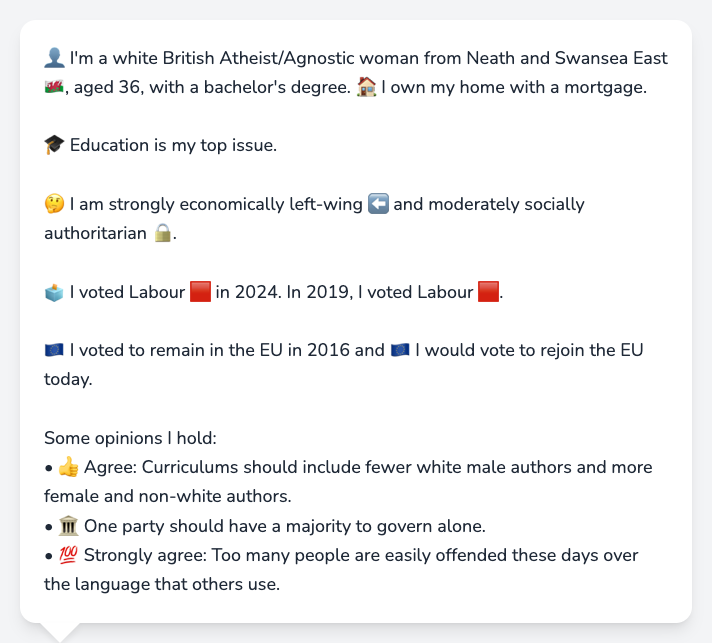 👤 I'm a white British Atheist/Agnostic woman from Neath and Swansea East
🏴󠁧󠁢󠁷󠁬󠁳󠁿, aged 36, with a bachelor's degree. 🏠 I own my home with a mortgage.
🎓 Education is my top issue.
🤔 I am strongly economically left-wing ⬅️ and moderately socially
authoritarian 🔒.
🗳️ I voted Labour 🟥 in 2024. In 2019, I voted Labour 🟥.
🇪🇺 I voted to remain in the EU in 2016 and 🇪🇺 I would vote to rejoin the EU
today.
Some opinions I hold:
• 👍 Agree: Curriculums should include fewer white male authors and more
female and non-white authors.
• 🏛️ One party should have a majority to govern alone.
• 💯 Strongly agree: Too many people are easily offended these days over
the language that others use.